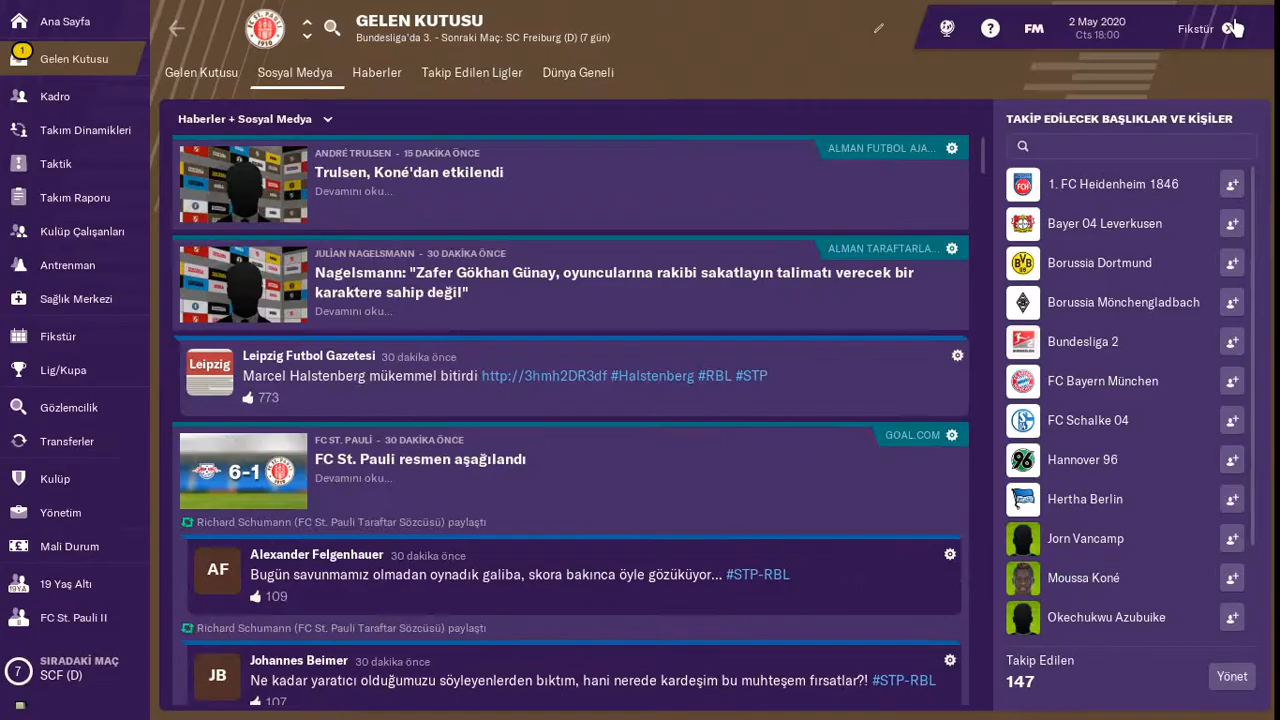 Ana Sayfa
1
Gelen Kutusu
Kadro
Takım Dinamikleri
Taktik
Takım Raporu
Kulüp Çalışanları
Antrenman
Sağlık Merkezi
Fikstür
Lig/Kupa
Gözlemcilik
Transferler
Kulüp
Yönetim
Mali Durum
19YA
19 Yaş Altı
FC St. Pauli II
7
SIRADAKİ MAÇ
SCF (D)
FC ST. PAULI
1910
GELEN KUTUSU
Bundesliga'da 3. - Sonraki Maç: SC Freiburg (D) (7 gün)
?
FM
2 May 2020
Cts 18:00
Fikstür
Gelen Kutusu
Sosyal Medya
Haberler
Takip Edilen Ligler
Dünya Geneli
Haberler + Sosyal Medya
ANDRÉ TRULSEN - 15 DAKİKA ÖNCE
ALMAN FUTBOL AJA...
Trulsen, Koné'dan etkilendi
Devamını oku...
JULİAN NAGELSMANN - 30 DAKİKA ÖNCE
ALMAN TARAFTARLA...
Nagelsmann: "Zafer Gökhan Günay, oyuncularına rakibi sakatlayın talimatı verecek bir
karaktere sahip değil"
Devamını oku...
Leipzig
Leipzig Futbol Gazetesi 30 dakika önce
Marcel Halstenberg mükemmel bitirdi http://3hmh2DR3df #Halstenberg #RBL #STP
773
FC ST. PAULİ - 30 DAKİKA ÖNCE
GOAL.COM
6-1
FC St. Pauli resmen aşağılandı
Devamını oku...
Richard Schumann (FC St. Pauli Taraftar Sözcüsü) paylaştı
AF
Alexander Felgenhauer 30 dakika önce
Bugün savunmamız olmadan oynadık galiba, skora bakınca öyle gözüküyor... #STP-RBL
109
Richard Schumann (FC St. Pauli Taraftar Sözcüsü) paylaştı
JB
Johannes Beimer 30 dakika önce
Ne kadar yaratıcı olduğumuzu söyleyenlerden bıktım, hani nerede kardeşim bu muhteşem fırsatlar?! #STP-RBL
107
TAKİP EDİLECEK BAŞLIKLAR VE KİŞİLER
1. FC Heidenheim 1846
Bayer 04 Leverkusen
Borussia Dortmund
Borussia Mönchengladbach
Bundesliga 2
FC Bayern München
FC Schalke 04
Hannover 96
Hertha Berlin
Jorn Vancamp
Moussa Koné
Okechukwu Azubuike
Takip Edilen
147
Yönet